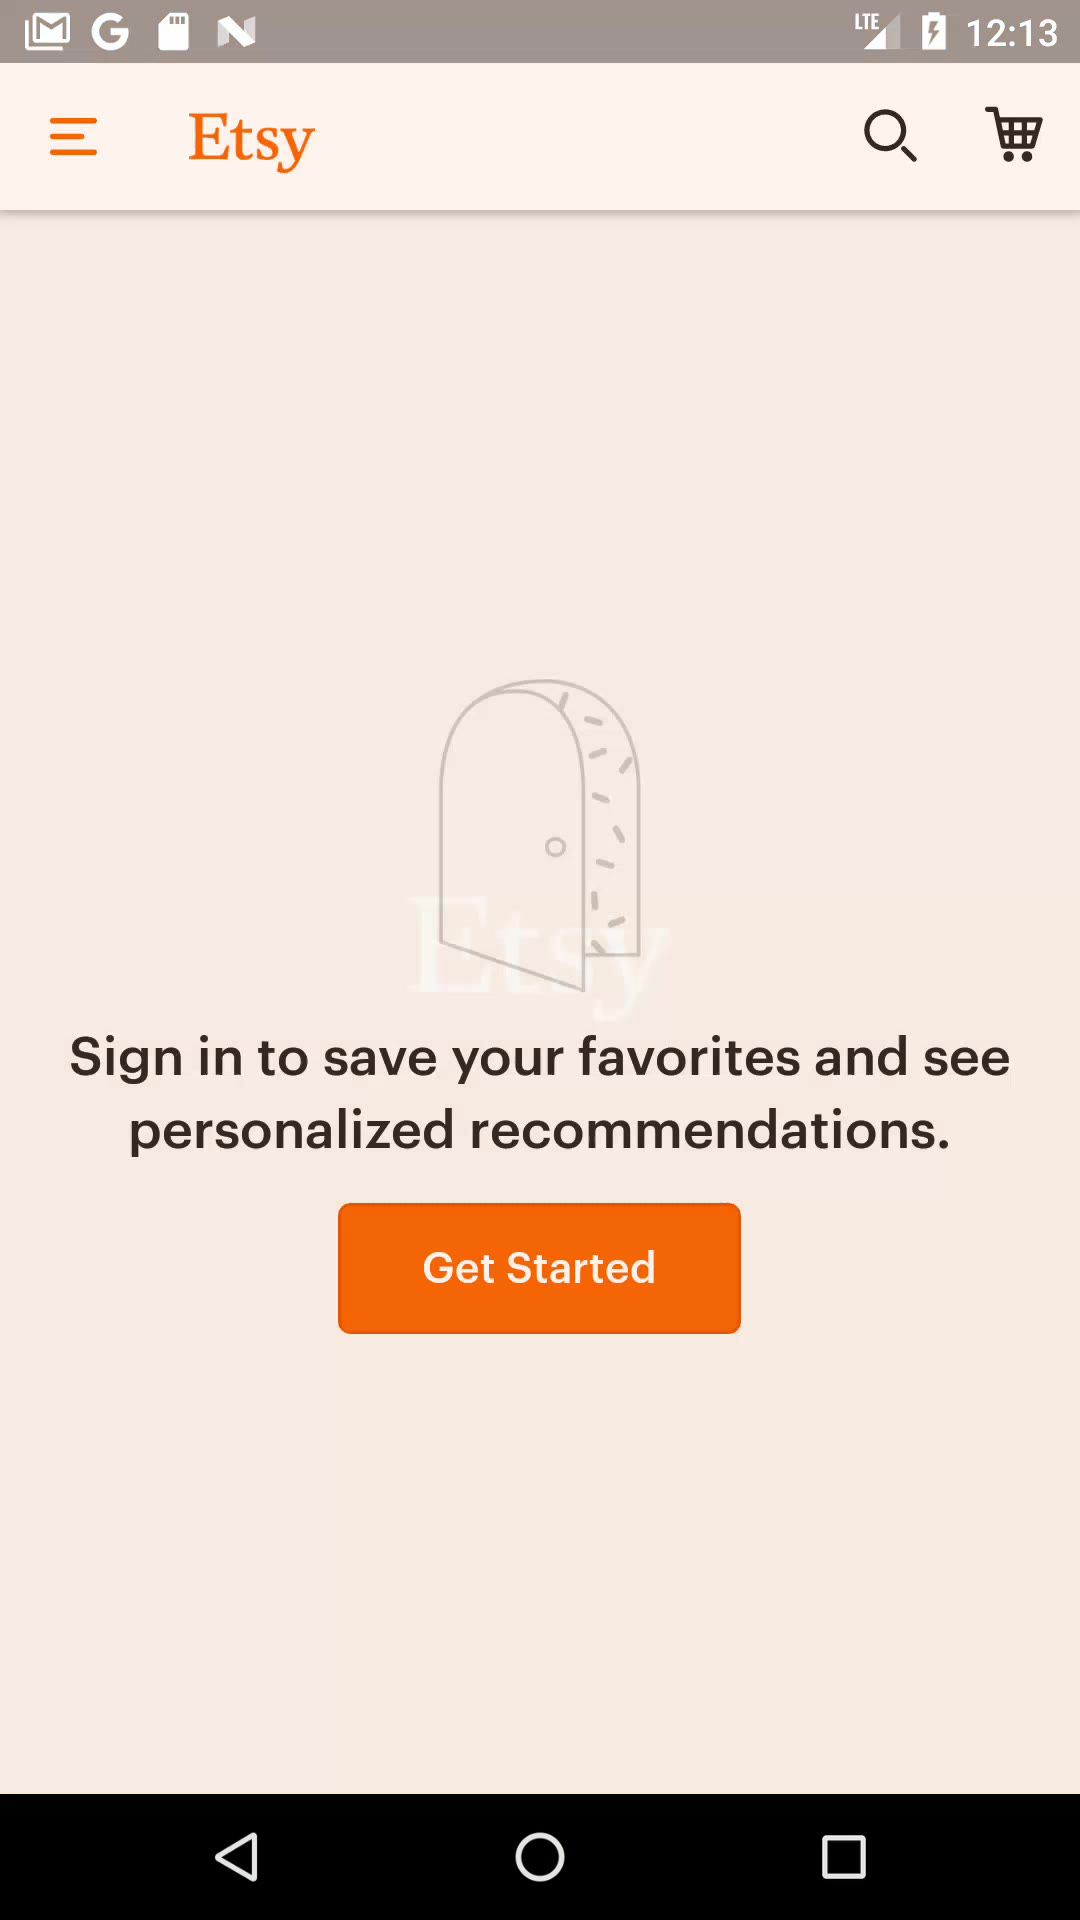 LTE 12:13
Etsy
Etsy
Sign in to save your favorites and see
personalized recommendations.
Get Started